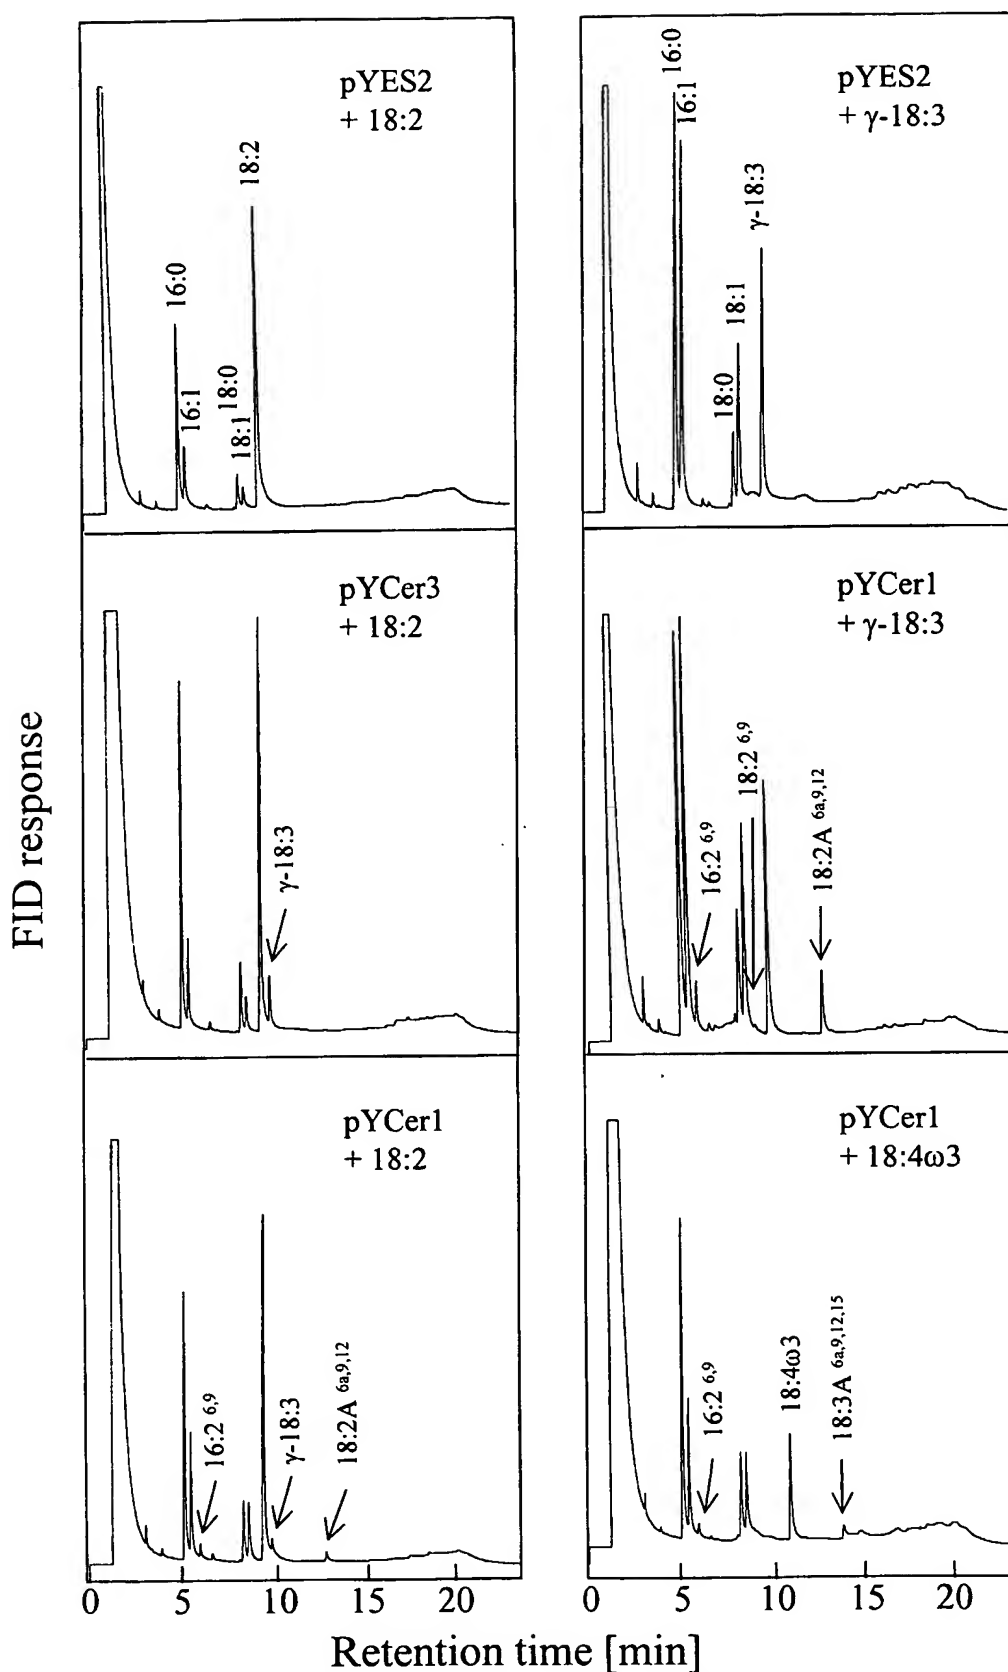 FID response
pYES2
+ 18:2
16:0
16:1
18:0
18:1
18:2
pYES2
+ γ-18:3
16:0
16:1
18:0
18:1
γ-18:3
pYCer3
+ 18:2
γ-18:3
pYCer1
+ γ-18:3
16:2 6,9
18:2 6,9
18:2A 6a,9,12
pYCer1
+ 18:2
16:2 6,9
γ-18:3
18:2A 6a,9,12
pYCer1
+ 18:4ω3
16:2 6,9
18:4ω3
18:3A 6a,9,12,15
0 5 10 15 20
0 5 10 15 20
Retention time [min]